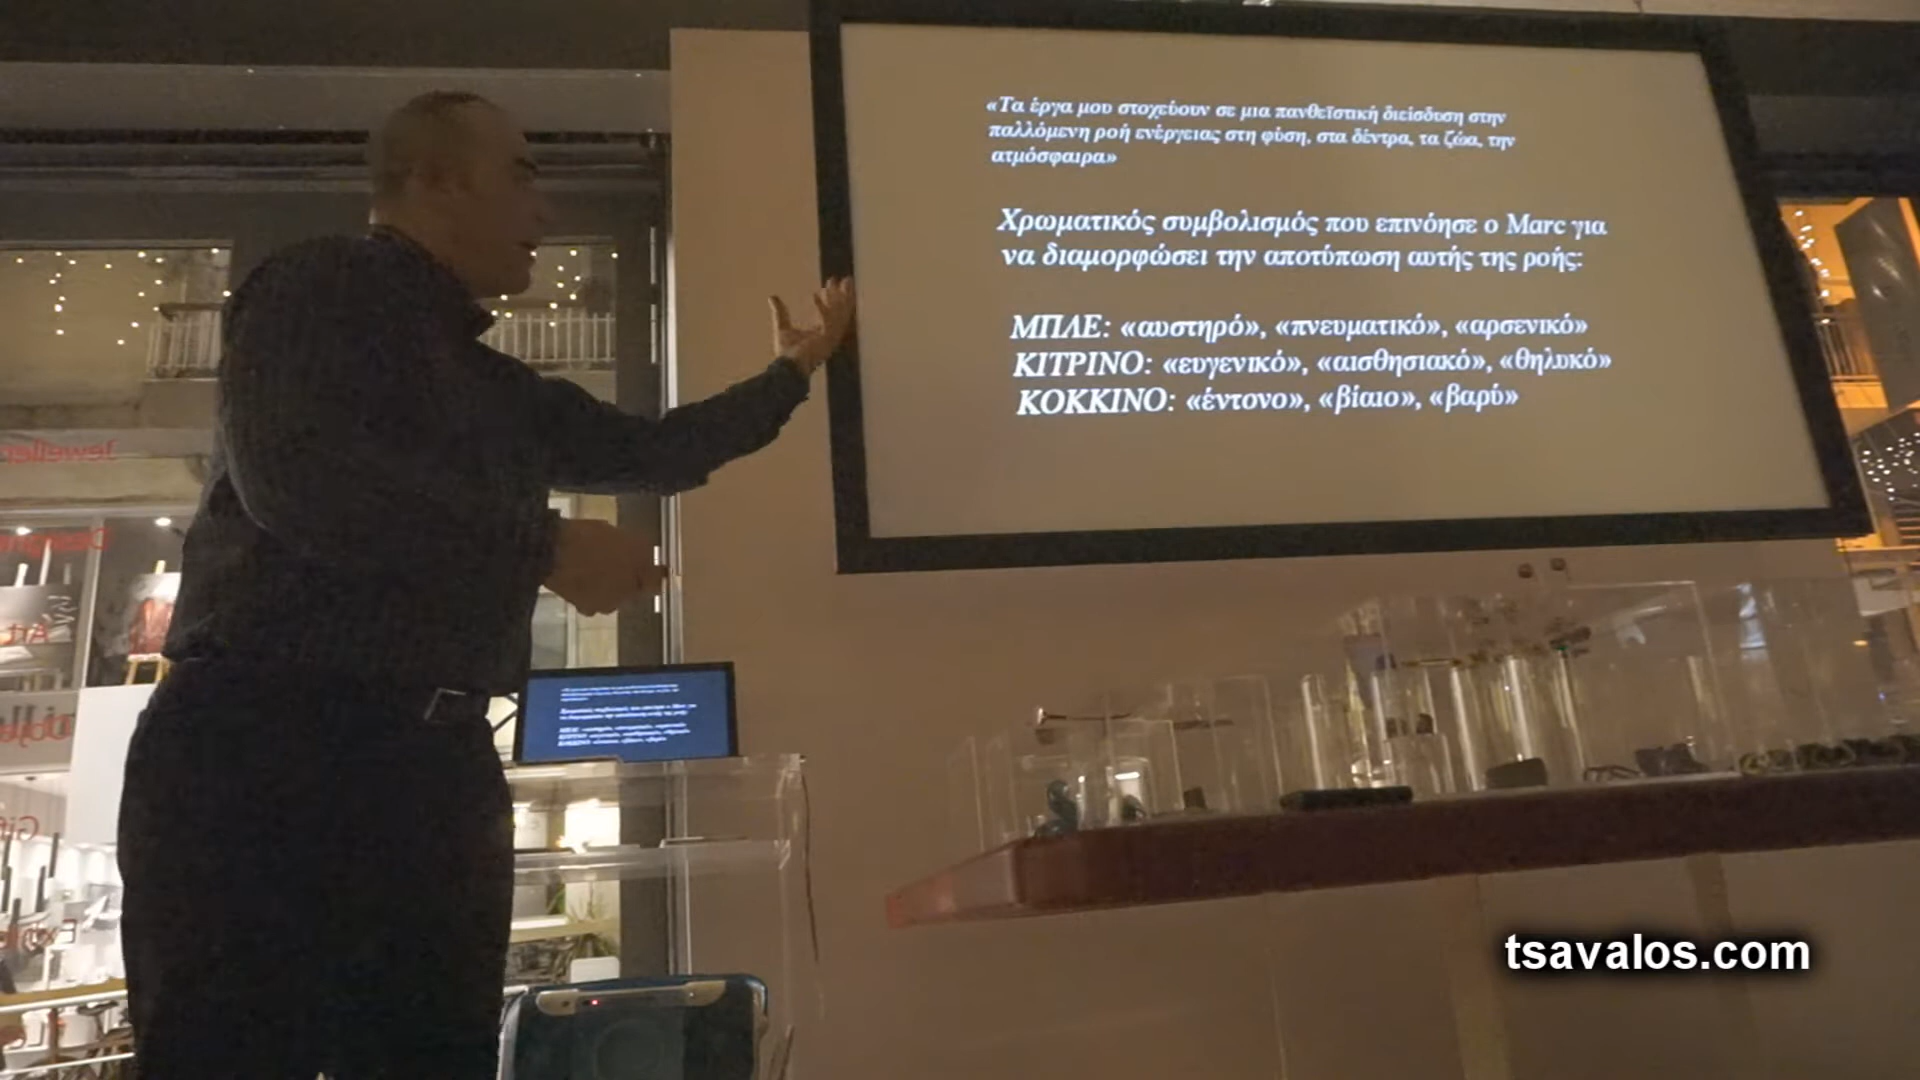 «Τα έργα μου στοχεύουν σε μια πανθεϊστική διείσδυση στην
παλλόμενη ροή ενέργειας στη φύση, στα δέντρα, τα ζώα, την
ατμόσφαιρα»
Χρωματικός συμβολισμός που επινόησε ο Marc για
να διαμορφώσει την αποτύπωση αυτής της ροής:
ΜΠΛΕ: «αυστηρό», «πνευματικό», «αρσενικό»
ΚΙΤΡΙΝΟ: «ευγενικό», «αισθησιακό», «θηλυκό»
ΚΟΚΚΙΝΟ: «έντονο», «βίαιο», «βαρύ»
tsavalos.com